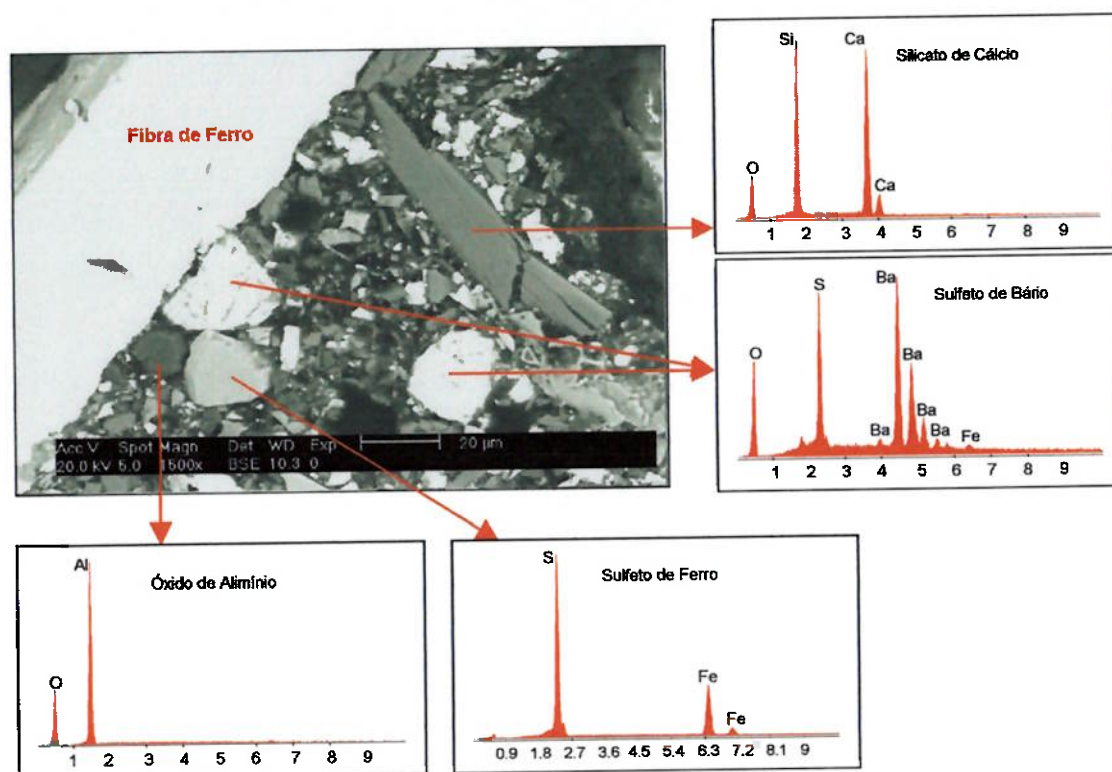 Fibra de Ferro
Acc.V Spot Magn Det WD Exp 20 µm
20.0 kV 5.0 1500x BSE 10.3 0
Silicato de Cálcio
Si
Ca
O
Ca
1 2 3 4 5 6 7 8 9
Sulfeto de Bário
O
S
Ba
Ba
Ba
Ba
Ba
Fe
1 2 3 4 5 6 7 8 9
Óxido de Alimínio
Al
O
1 2 3 4 5 6 7 8 9
Sulfeto de Ferro
S
Fe
Fe
0.9 1.8 2.7 3.6 4.5 5.4 6.3 7.2 8.1 9